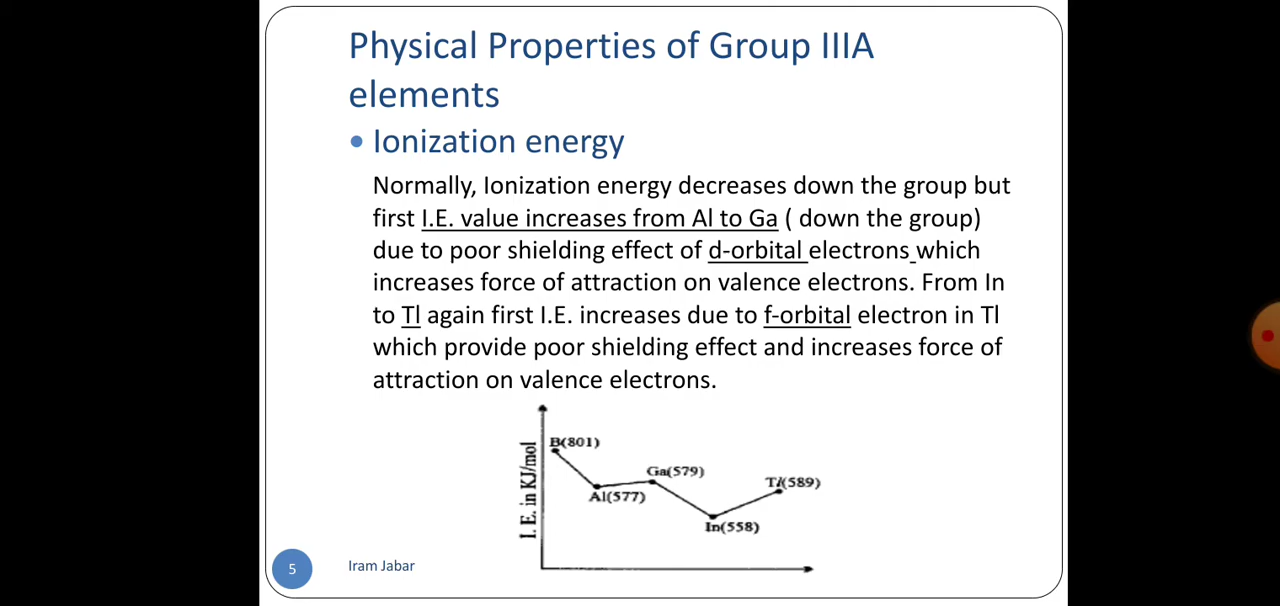 Physical Properties of Group IIIA
elements
• Ionization energy
Normally, Ionization energy decreases down the group but
first I.E. value increases from Al to Ga ( down the group)
due to poor shielding effect of d-orbital electrons which
increases force of attraction on valence electrons. From In
to Tl again first I.E. increases due to f-orbital electron in Tl
which provide poor shielding effect and increases force of
attraction on valence electrons.
I. E. in KJ/mol
B(801)
Al(577)
Ga(579)
In(558)
Tl(589)
5
Iram Jabar